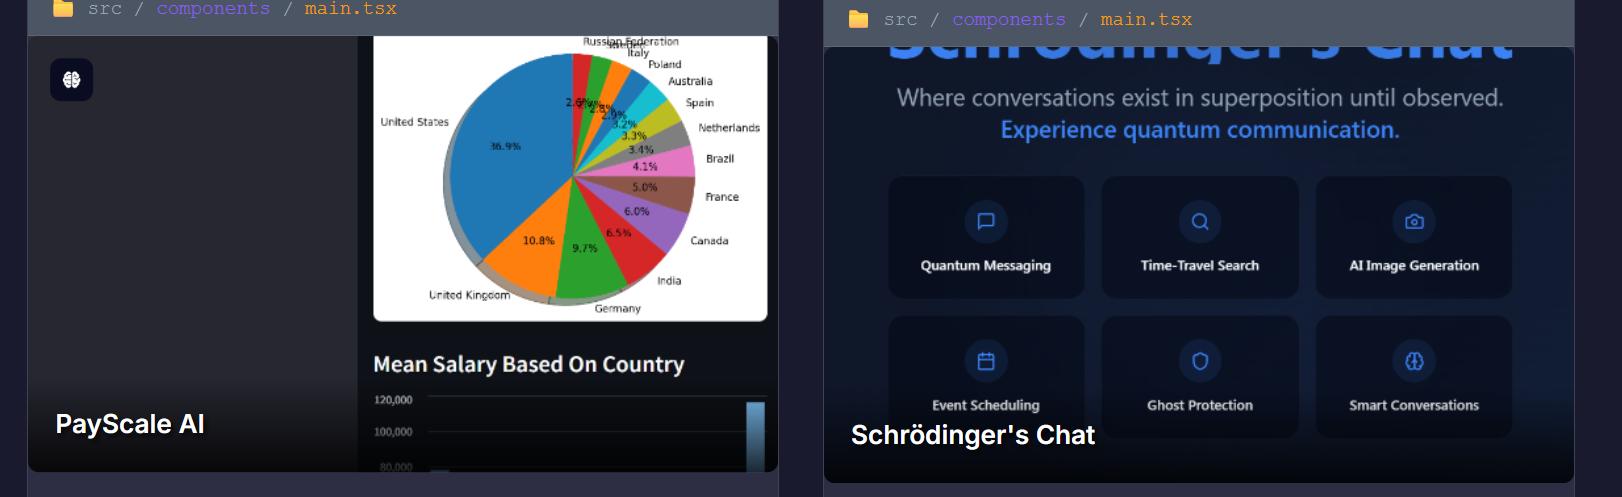 src / components / main.tsx
Russian Federation
Italy
Poland
Australia
Spain
Netherlands
Brazil
France
Canada
India
Germany
United Kingdom
United States
36.9%
10.8%
9.7%
6.5%
6.0%
5.0%
4.1%
3.4%
3.3%
3.2%
2.9%
2.8%
2.6%
Mean Salary Based On Country
120,000
100,000
80,000
PayScale AI
src / components / main.tsx
Schrödinger's Chat
Where conversations exist in superposition until observed.
Experience quantum communication.
Quantum Messaging
Time-Travel Search
AI Image Generation
Event Scheduling
Ghost Protection
Smart Conversations
Schrödinger's Chat